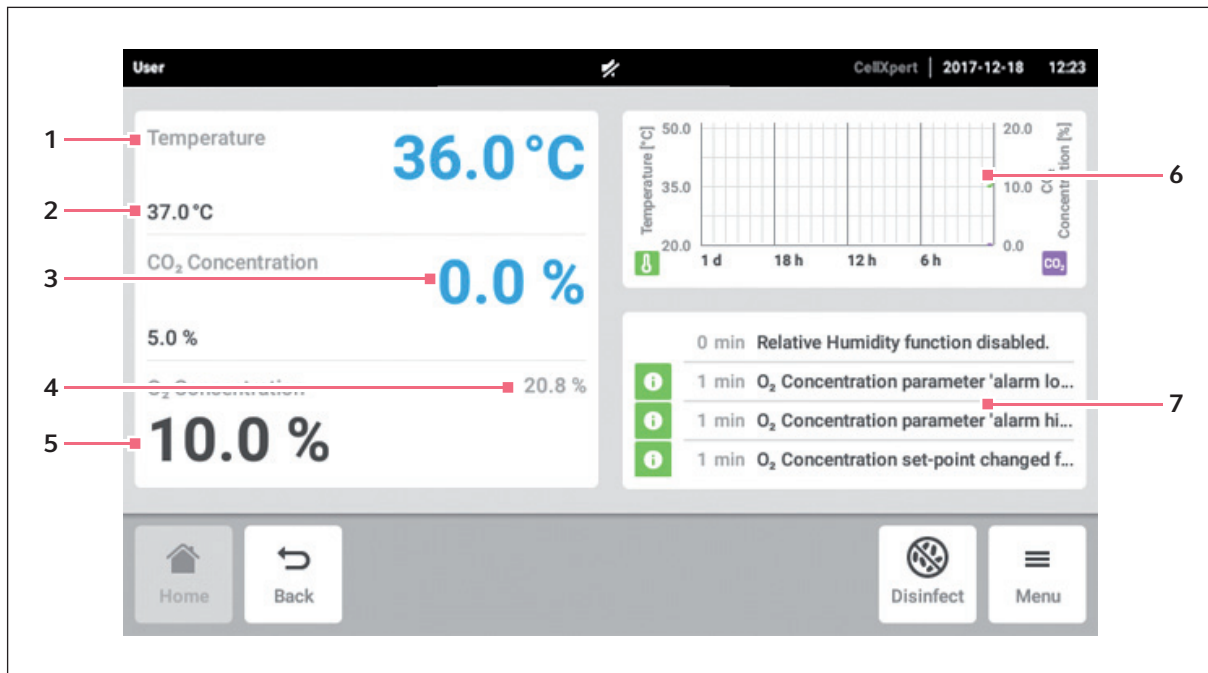 User CellXpert | 2017-12-18 12:23
1 Temperature 36.0 °C
2 37.0 °C
3 CO₂ Concentration 0.0 %
5.0 %
4 O₂ Concentration 20.8 %
5 10.0 %
Temperature [°C]
50.0
35.0
20.0
1 d 18 h 12 h 6 h
20.0
10.0
0.0
CO₂ Concentration [%]
CO₂
6
0 min Relative Humidity function disabled.
1 min O₂ Concentration parameter 'alarm lo...
1 min O₂ Concentration parameter 'alarm hi...
1 min O₂ Concentration set-point changed f...
7
Home Back Disinfect Menu